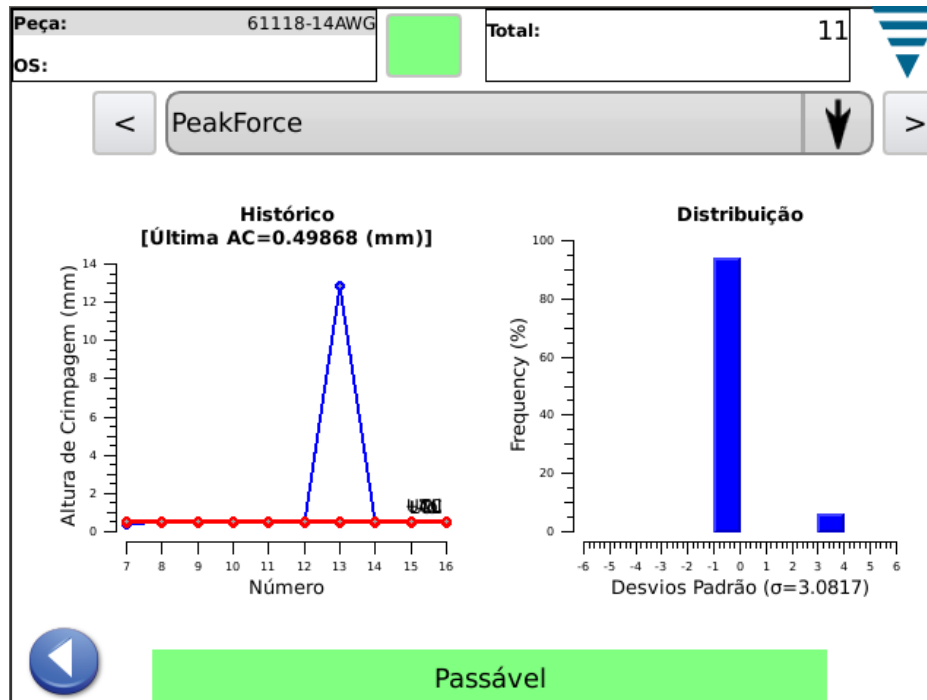 Peça: 61118-14AWG
OS:
Total: 11
< PeakForce >
Histórico
[Última AC=0.49868 (mm)]
Altura de Crimpagem (mm)
14
12
10
8
6
4
2
0
7 8 9 10 11 12 13 14 15 16
Número
Distribuição
Frequency (%)
100
80
60
40
20
0
-6 -5 -4 -3 -2 -1 0 1 2 3 4 5 6
Desvios Padrão (σ=3.0817)
Passável